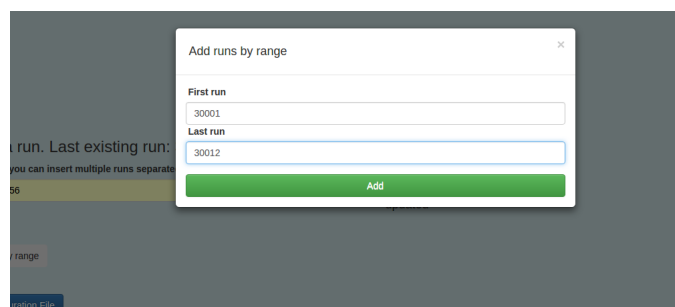 Add runs by range
×
First run
30001
Last run
30012
Add
run. Last existing run:
you can insert multiple runs separate
56
range
uration File